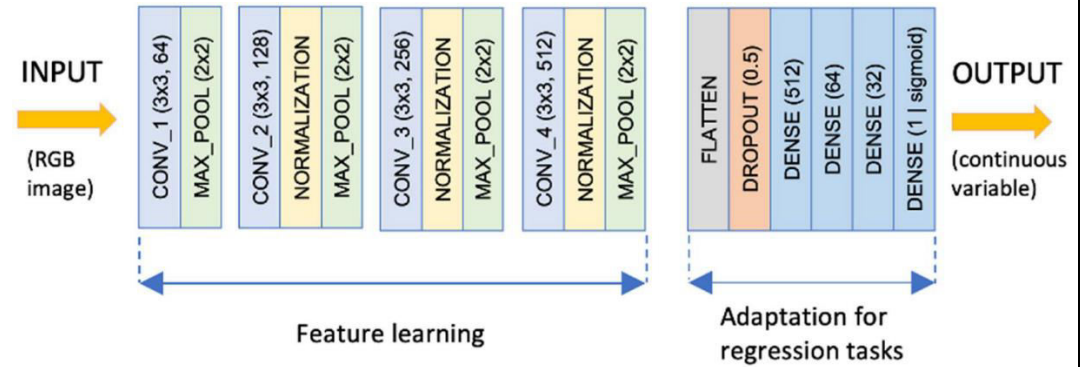 INPUT
(RGB
image)
CONV_1 (3x3, 64)
MAX_POOL (2x2)
CONV_2 (3x3, 128)
NORMALIZATION
MAX_POOL (2x2)
CONV_3 (3x3, 256)
NORMALIZATION
MAX_POOL (2x2)
CONV_4 (3x3, 512)
NORMALIZATION
MAX_POOL (2x2)
FLATTEN
DROPOUT (0.5)
DENSE (512)
DENSE (64)
DENSE (32)
DENSE (1 | sigmoid)
OUTPUT
(continuous
variable)
Feature learning
Adaptation for
regression tasks